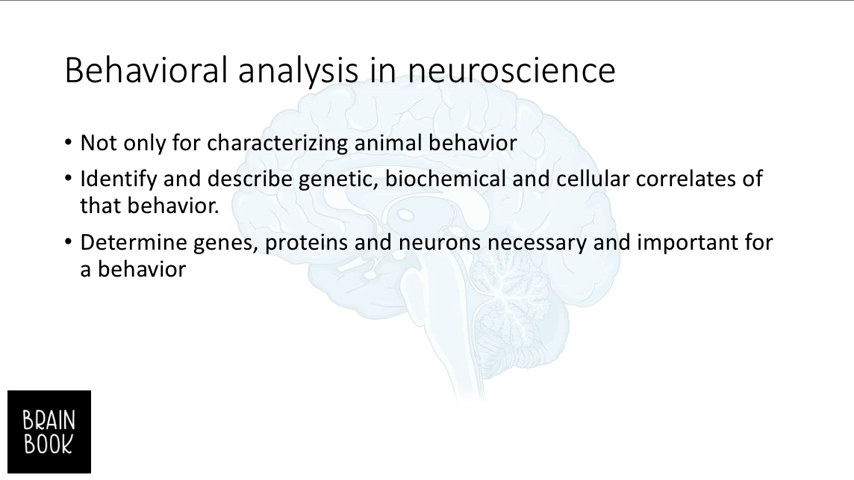 Behavioral analysis in neuroscience
• Not only for characterizing animal behavior
• Identify and describe genetic, biochemical and cellular correlates of
that behavior.
• Determine genes, proteins and neurons necessary and important for
a behavior
BRAIN
BOOK